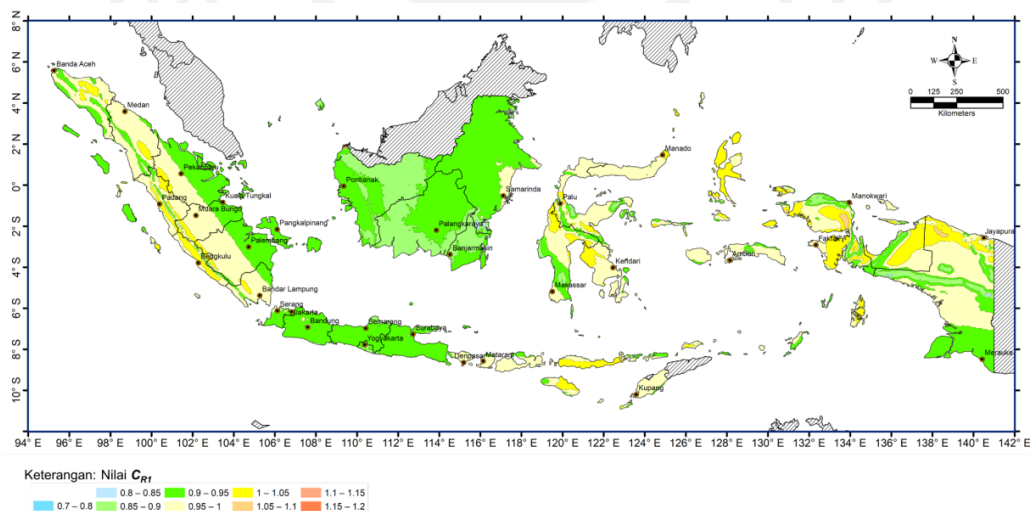 8° N
6° N
4° N
2° N
0°
2° S
4° S
6° S
8° S
10° S
N
W E
S
0 125 250 500
Kilometers
Banda Aceh
Medan
Pekanbaru
Padang
Kuala Tungkal
Muara Bungo
Pangkalpinang
Palembang
Bengkulu
Bandar Lampung
Serang
Jakarta
Bandung
Semarang
Yogyakarta
Surabaya
Denpasar
Mataram
Kupang
Pontianak
Samarinda
Palangkaraya
Banjarmasin
Manado
Palu
Kendari
Makassar
Ambon
Manokwari
Fakfak
Jayapura
Merauke
94° E 96° E 98° E 100° E 102° E 104° E 106° E 108° E 110° E 112° E 114° E 116° E 118° E 120° E 122° E 124° E 126° E 128° E 130° E 132° E 134° E 136° E 138° E 140° E 142° E
Keterangan: Nilai C_R1
0.8 – 0.85 0.9 – 0.95 1 – 1.05 1.1 – 1.15
0.7 – 0.8 0.85 – 0.9 0.95 – 1 1.05 – 1.1 1.15 – 1.2